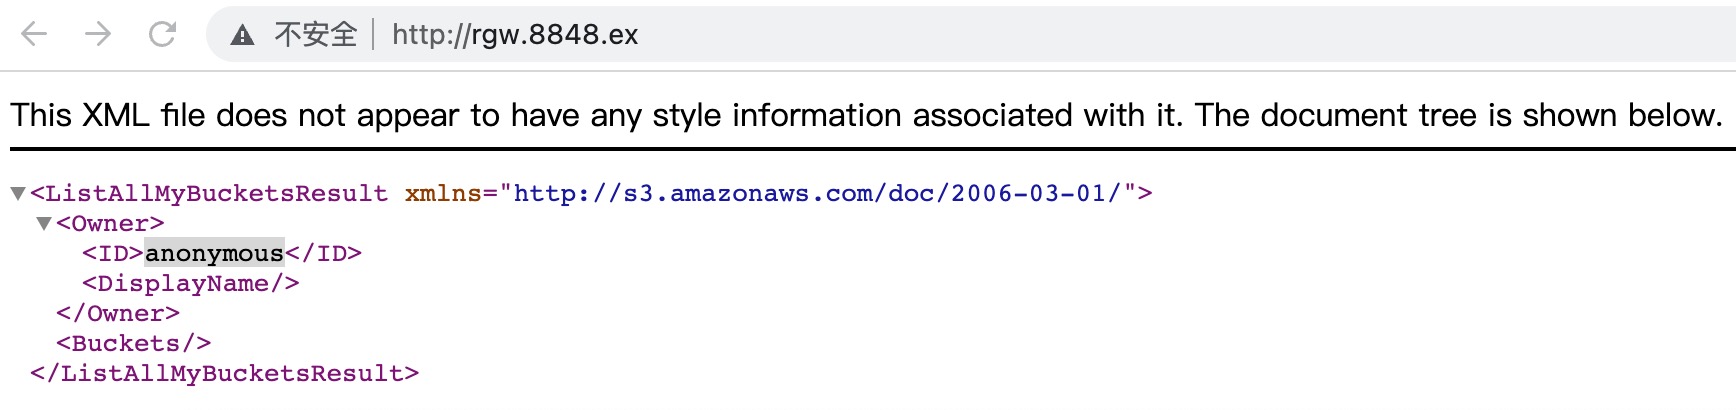 不安全 http://rgw.8848.ex
This XML file does not appear to have any style information associated with it. The document tree is shown below.
<ListAllMyBucketsResult xmlns="http://s3.amazonaws.com/doc/2006-03-01/">
<Owner>
<ID>anonymous</ID>
<DisplayName/>
</Owner>
<Buckets/>
</ListAllMyBucketsResult>